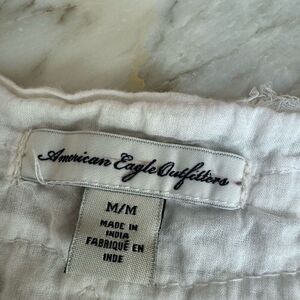 American Eagle Outfitters
M/M
MADE IN
INDIA
FABRIQUÉ EN
INDE